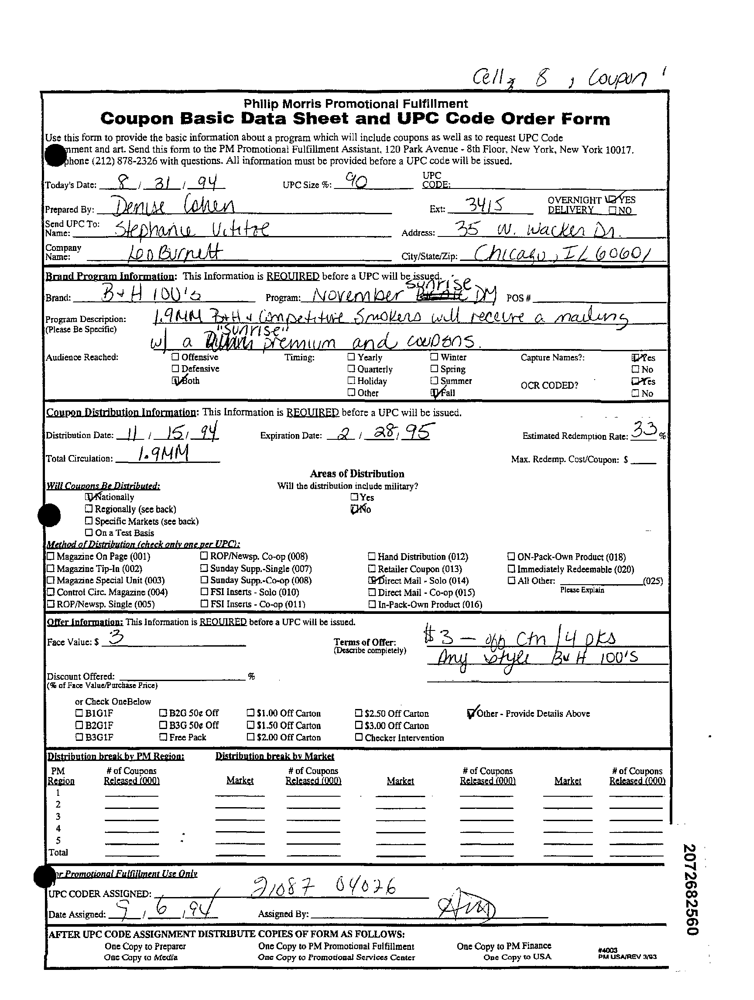 Cell 8, Coupon 1
Philip Morris Promotional Fulfillment
Coupon Basic Data Sheet and UPC Code Order Form
Use this form to provide the basic information about a program which will include coupons as well as to request UPC Code
nment and art. Send this form to the PM Promotional Fulfillment Assistant, 120 Park Avenue - 8th Floor, New York, New York 10017.
phone (212) 878-2326 with questions. All information must be provided before a UPC code will be issued.
Today's Date: 8 / 31 / 94 UPC Size %: 90 UPC CODE:
Prepared By: Denise Cohen Ext: 3415 OVERNIGHT DELIVERY ☑ YES ☐ NO
Send UPC To: Name: Stephanie Address: 35 W. Wacker Dr.
Company Name: Leo Burnett City/State/Zip: Chicago, IL 60601
Brand Program Information: This Information is REQUIRED before a UPC will be issued.
Brand: B&H 100's Program: November Sunrise DM POS #
Program Description: 1.9MM B&H & Competitive Smokers will receive a mailing
(Please Be Specific) w/ a "Sunrise" premium and coupons.
Audience Reached: ☐ Offensive Timing: ☐ Yearly ☐ Winter Capture Names?: ☑ Yes
☐ Defensive ☐ Quarterly ☐ Spring ☐ No
☑ Both ☐ Holiday ☐ Summer OCR CODED? ☑ Yes
☐ Other ☑ Fall ☐ No
Coupon Distribution Information: This Information is REQUIRED before a UPC will be issued.
Distribution Date: 11 / 15 / 94 Expiration Date: 2 / 28 / 95 Estimated Redemption Rate: 33 %
Total Circulation: 1.9MM Max. Redemp. Cost/Coupon: $
Areas of Distribution
Will Coupons Be Distributed: Will the distribution include military?
☑ Nationally ☐ Yes
☐ Regionally (see back) ☑ No
☐ Specific Markets (see back)
☐ On a Test Basis
Method of Distribution (check only one per UPC):
☐ Magazine On Page (001) ☐ ROP/Newsp. Co-op (008) ☐ Hand Distribution (012) ☐ ON-Pack-Own Product (018)
☐ Magazine Tip-In (002) ☐ Sunday Supp.-Single (007) ☐ Retailer Coupon (013) ☐ Immediately Redeemable (020)
☐ Magazine Special Unit (003) ☐ Sunday Supp.-Co-op (008) ☑ Direct Mail - Solo (014) ☐ All Other: (025)
☐ Control Circ. Magazine (004) ☐ FSI Inserts - Solo (010) ☐ Direct Mail - Co-op (015) Please Explain
☐ ROP/Newsp. Single (005) ☐ FSI Inserts - Co-op (011) ☐ In-Pack-Own Product (016)
Offer Information: This Information is REQUIRED before a UPC will be issued.
Face Value: $ 3 Terms of Offer: $3 - off Ctn / 4 pks
(Describe completely) Any style B&H 100'S
Discount Offered: %
(% of Face Value/Purchase Price)
or Check OneBelow
☐ B1G1F ☐ B2G 50¢ Off ☐ $1.00 Off Carton ☐ $2.50 Off Carton ☑ Other - Provide Details Above
☐ B2G1F ☐ B3G 50¢ Off ☐ $1.50 Off Carton ☐ $3.00 Off Carton
☐ B3G1F ☐ Free Pack ☐ $2.00 Off Carton ☐ Checker Intervention
Distribution break by PM Region: Distribution break by Market
PM Region # of Coupons Released (000) Market # of Coupons Released (000) Market # of Coupons Released (000) Market # of Coupons Released (000)
1
2
3
4
5
Total
or Promotional Fulfillment Use Only
UPC CODER ASSIGNED: 21087 04026
Date Assigned: 9 / 6 / 94 Assigned By:
AFTER UPC CODE ASSIGNMENT DISTRIBUTE COPIES OF FORM AS FOLLOWS:
One Copy to Preparer One Copy to PM Promotional Fulfillment One Copy to PM Finance
One Copy to Media One Copy to Promotional Services Center One Copy to USA
#4003
PM USA/REV 3/93
2072682560